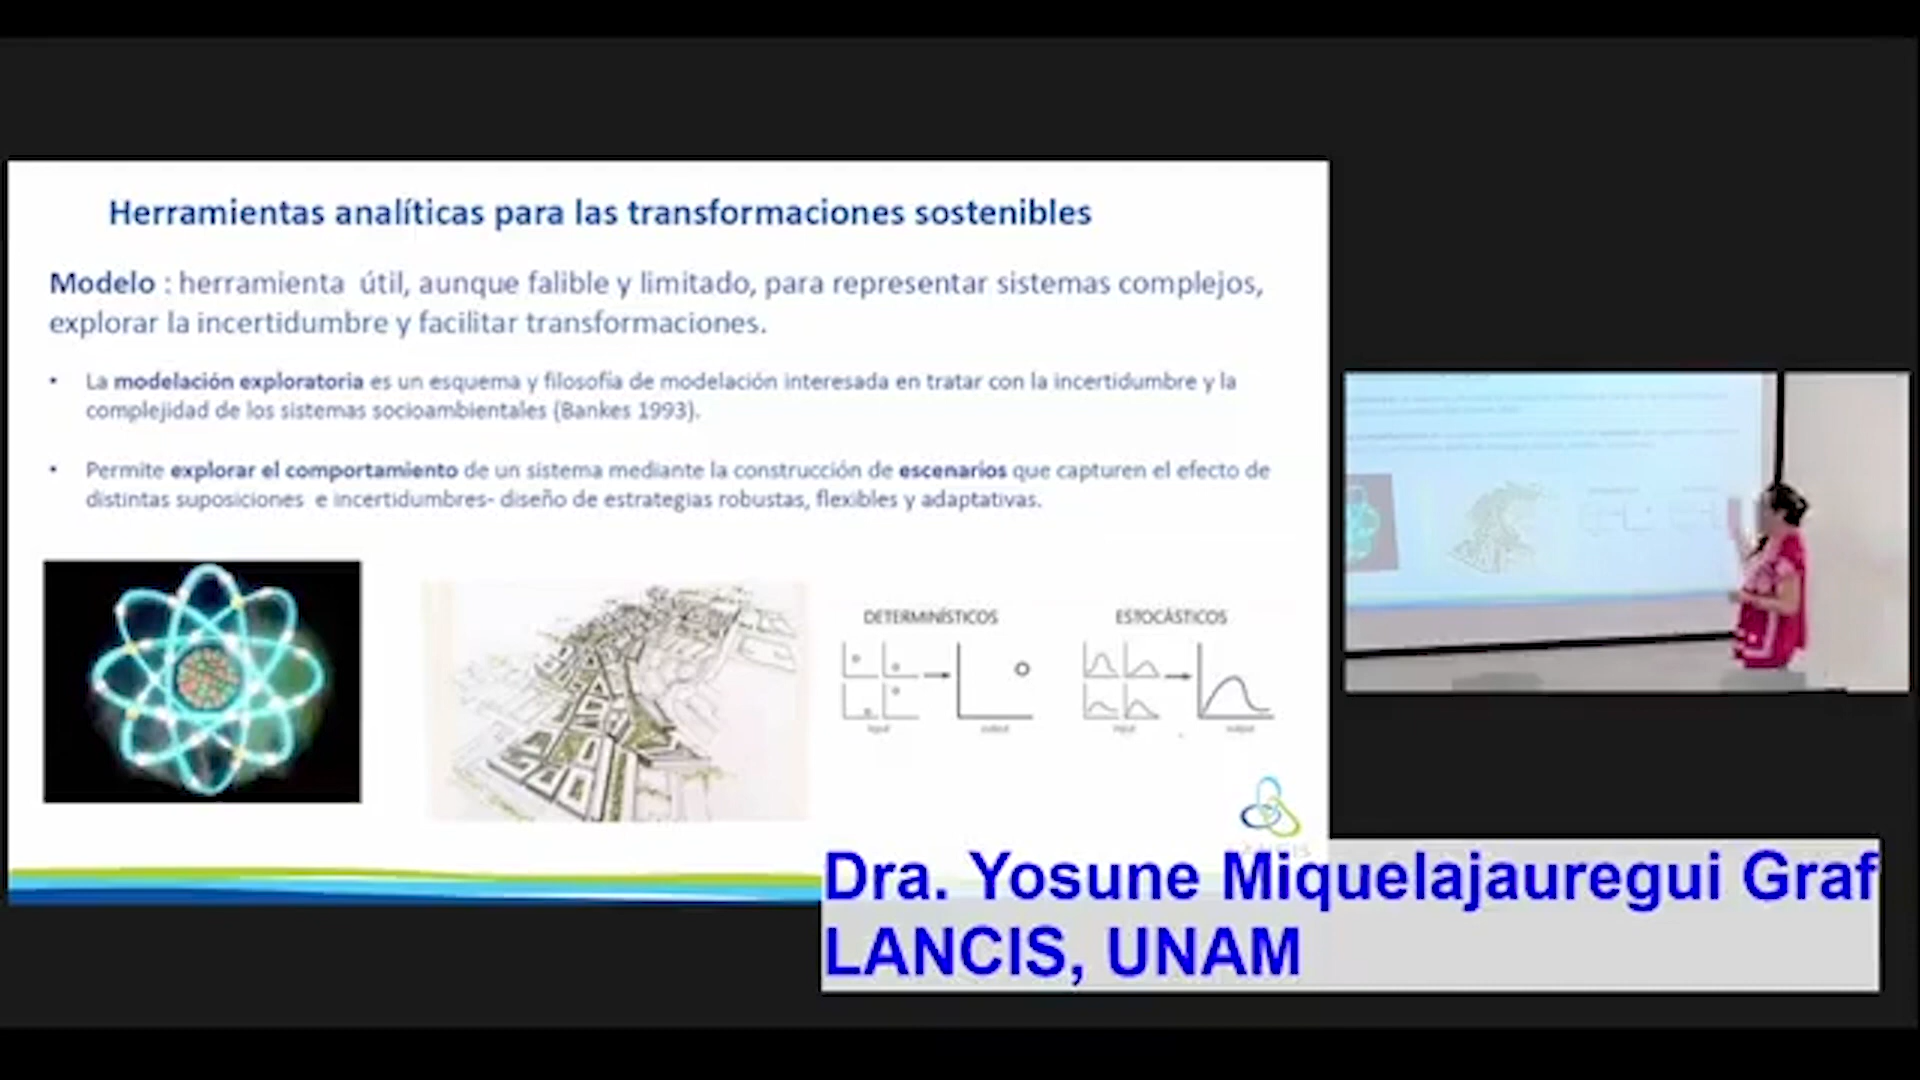 Herramientas analíticas para las transformaciones sostenibles
Modelo : herramienta útil, aunque falible y limitado, para representar sistemas complejos,
explorar la incertidumbre y facilitar transformaciones.
• La modelación exploratoria es un esquema y filosofía de modelación interesada en tratar con la incertidumbre y la
complejidad de los sistemas socioambientales (Bankes 1993).
• Permite explorar el comportamiento de un sistema mediante la construcción de escenarios que capturen el efecto de
distintas suposiciones e incertidumbres- diseño de estrategias robustas, flexibles y adaptativas.
DETERMINÍSTICOS
ESTOCÁSTICOS
input
output
input
output
Dra. Yosune Miquelajauregui Graf
LANCIS, UNAM